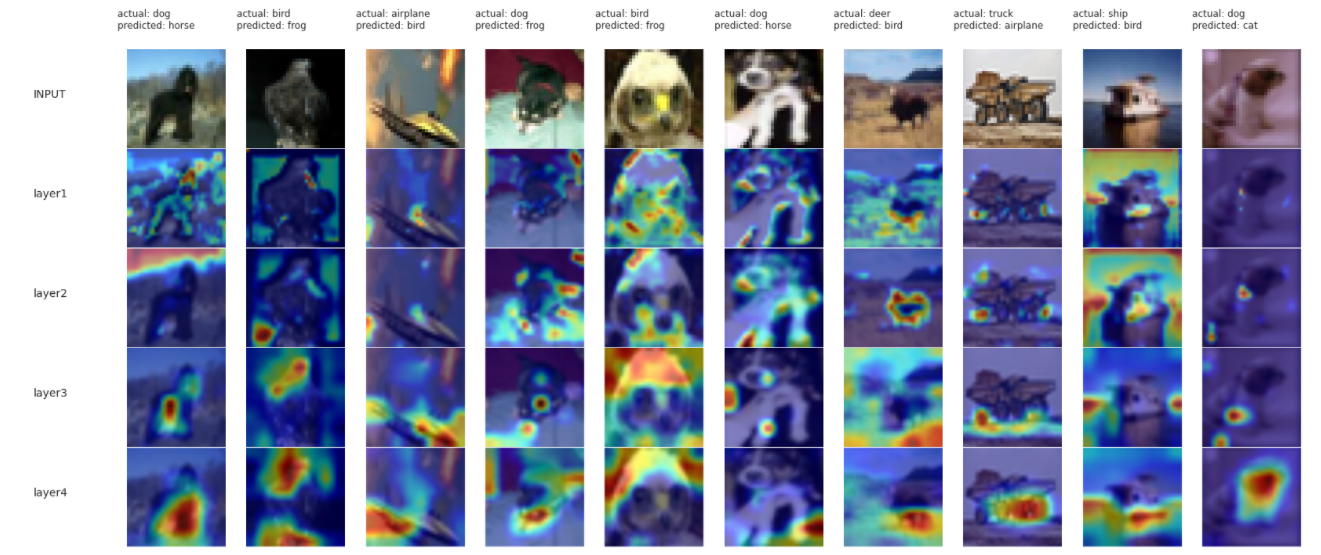 actual: dog
predicted: horse
actual: bird
predicted: frog
actual: airplane
predicted: bird
actual: dog
predicted: frog
actual: bird
predicted: frog
actual: dog
predicted: horse
actual: deer
predicted: bird
actual: truck
predicted: airplane
actual: ship
predicted: bird
actual: dog
predicted: cat
INPUT
layer1
layer2
layer3
layer4